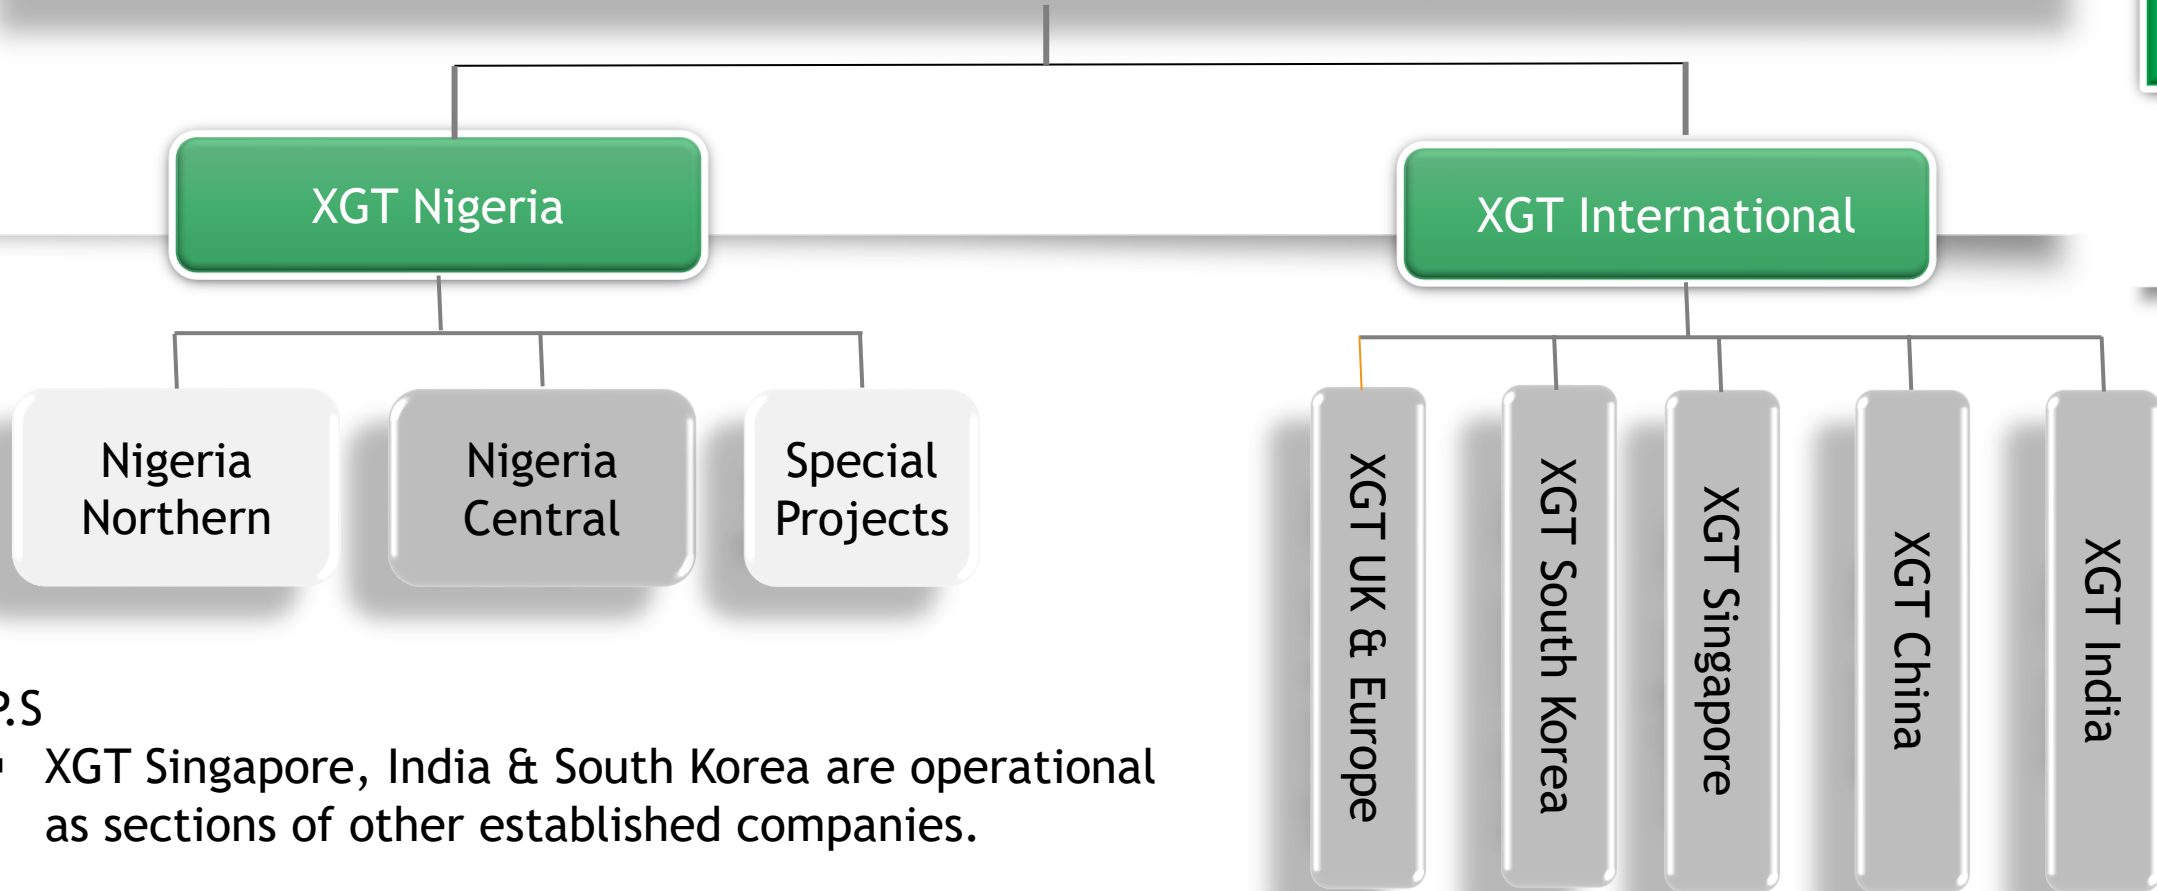 XGT Nigeria
XGT International
Nigeria
Northern
Nigeria
Central
Special
Projects
XGT UK & Europe
XGT South Korea
XGT Singapore
XGT China
XGT India
P.S
▪ XGT Singapore, India & South Korea are operational
as sections of other established companies.